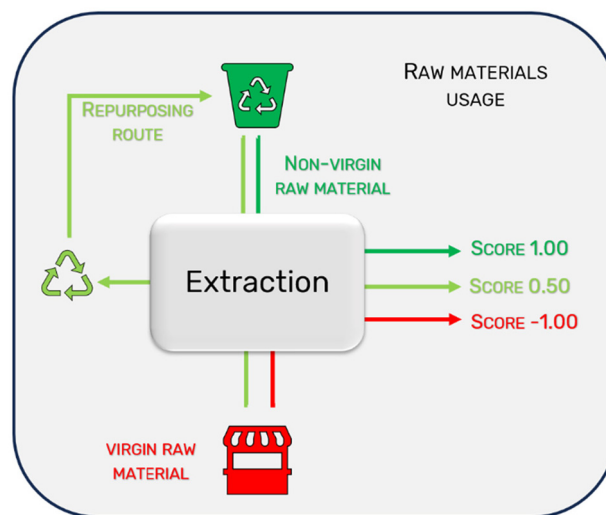 RAW MATERIALS
USAGE
REPURPOSING
ROUTE
NON-VIRGIN
RAW MATERIAL
Extraction
SCORE 1.00
SCORE 0.50
SCORE -1.00
VIRGIN RAW
MATERIAL